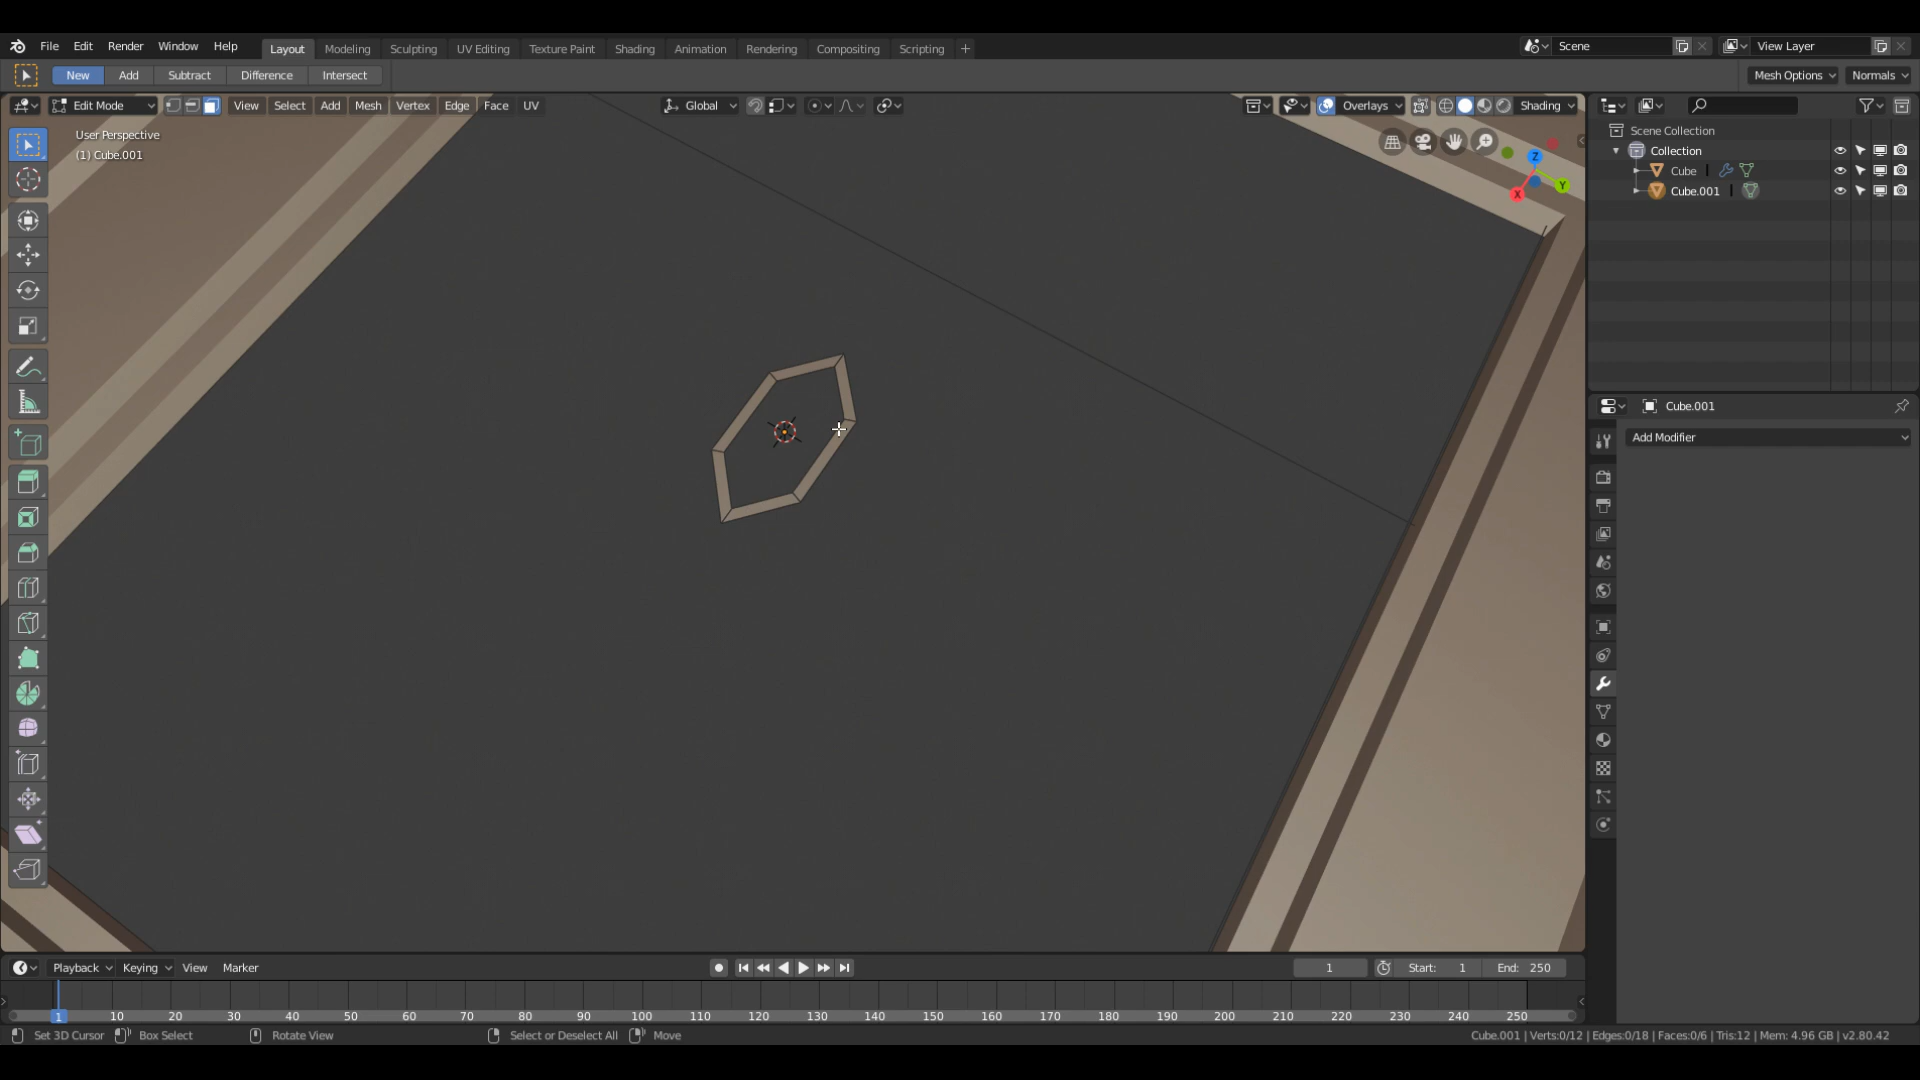 File Edit Render Window Help Layout Modeling Sculpting UV Editing Texture Paint Shading Animation Rendering Compositing Scripting + Scene View Layer
New Add Subtract Difference Intersect Mesh Options Normals
Edit Mode View Select Add Mesh Vertex Edge Face UV Global Overlays Shading
User Perspective
(1) Cube.001
Z
Y
X
Scene Collection
Collection
Cube
Cube.001
Cube.001
Add Modifier
Playback Keying View Marker 1 Start: 1 End: 250
1 10 20 30 40 50 60 70 80 90 100 110 120 130 140 150 160 170 180 190 200 210 220 230 240 250
Set 3D Cursor Box Select Rotate View Select or Deselect All Move Cube.001 | Verts:0/12 | Edges:0/18 | Faces:0/6 | Tris:12 | Mem: 4.96 GB | v2.80.42